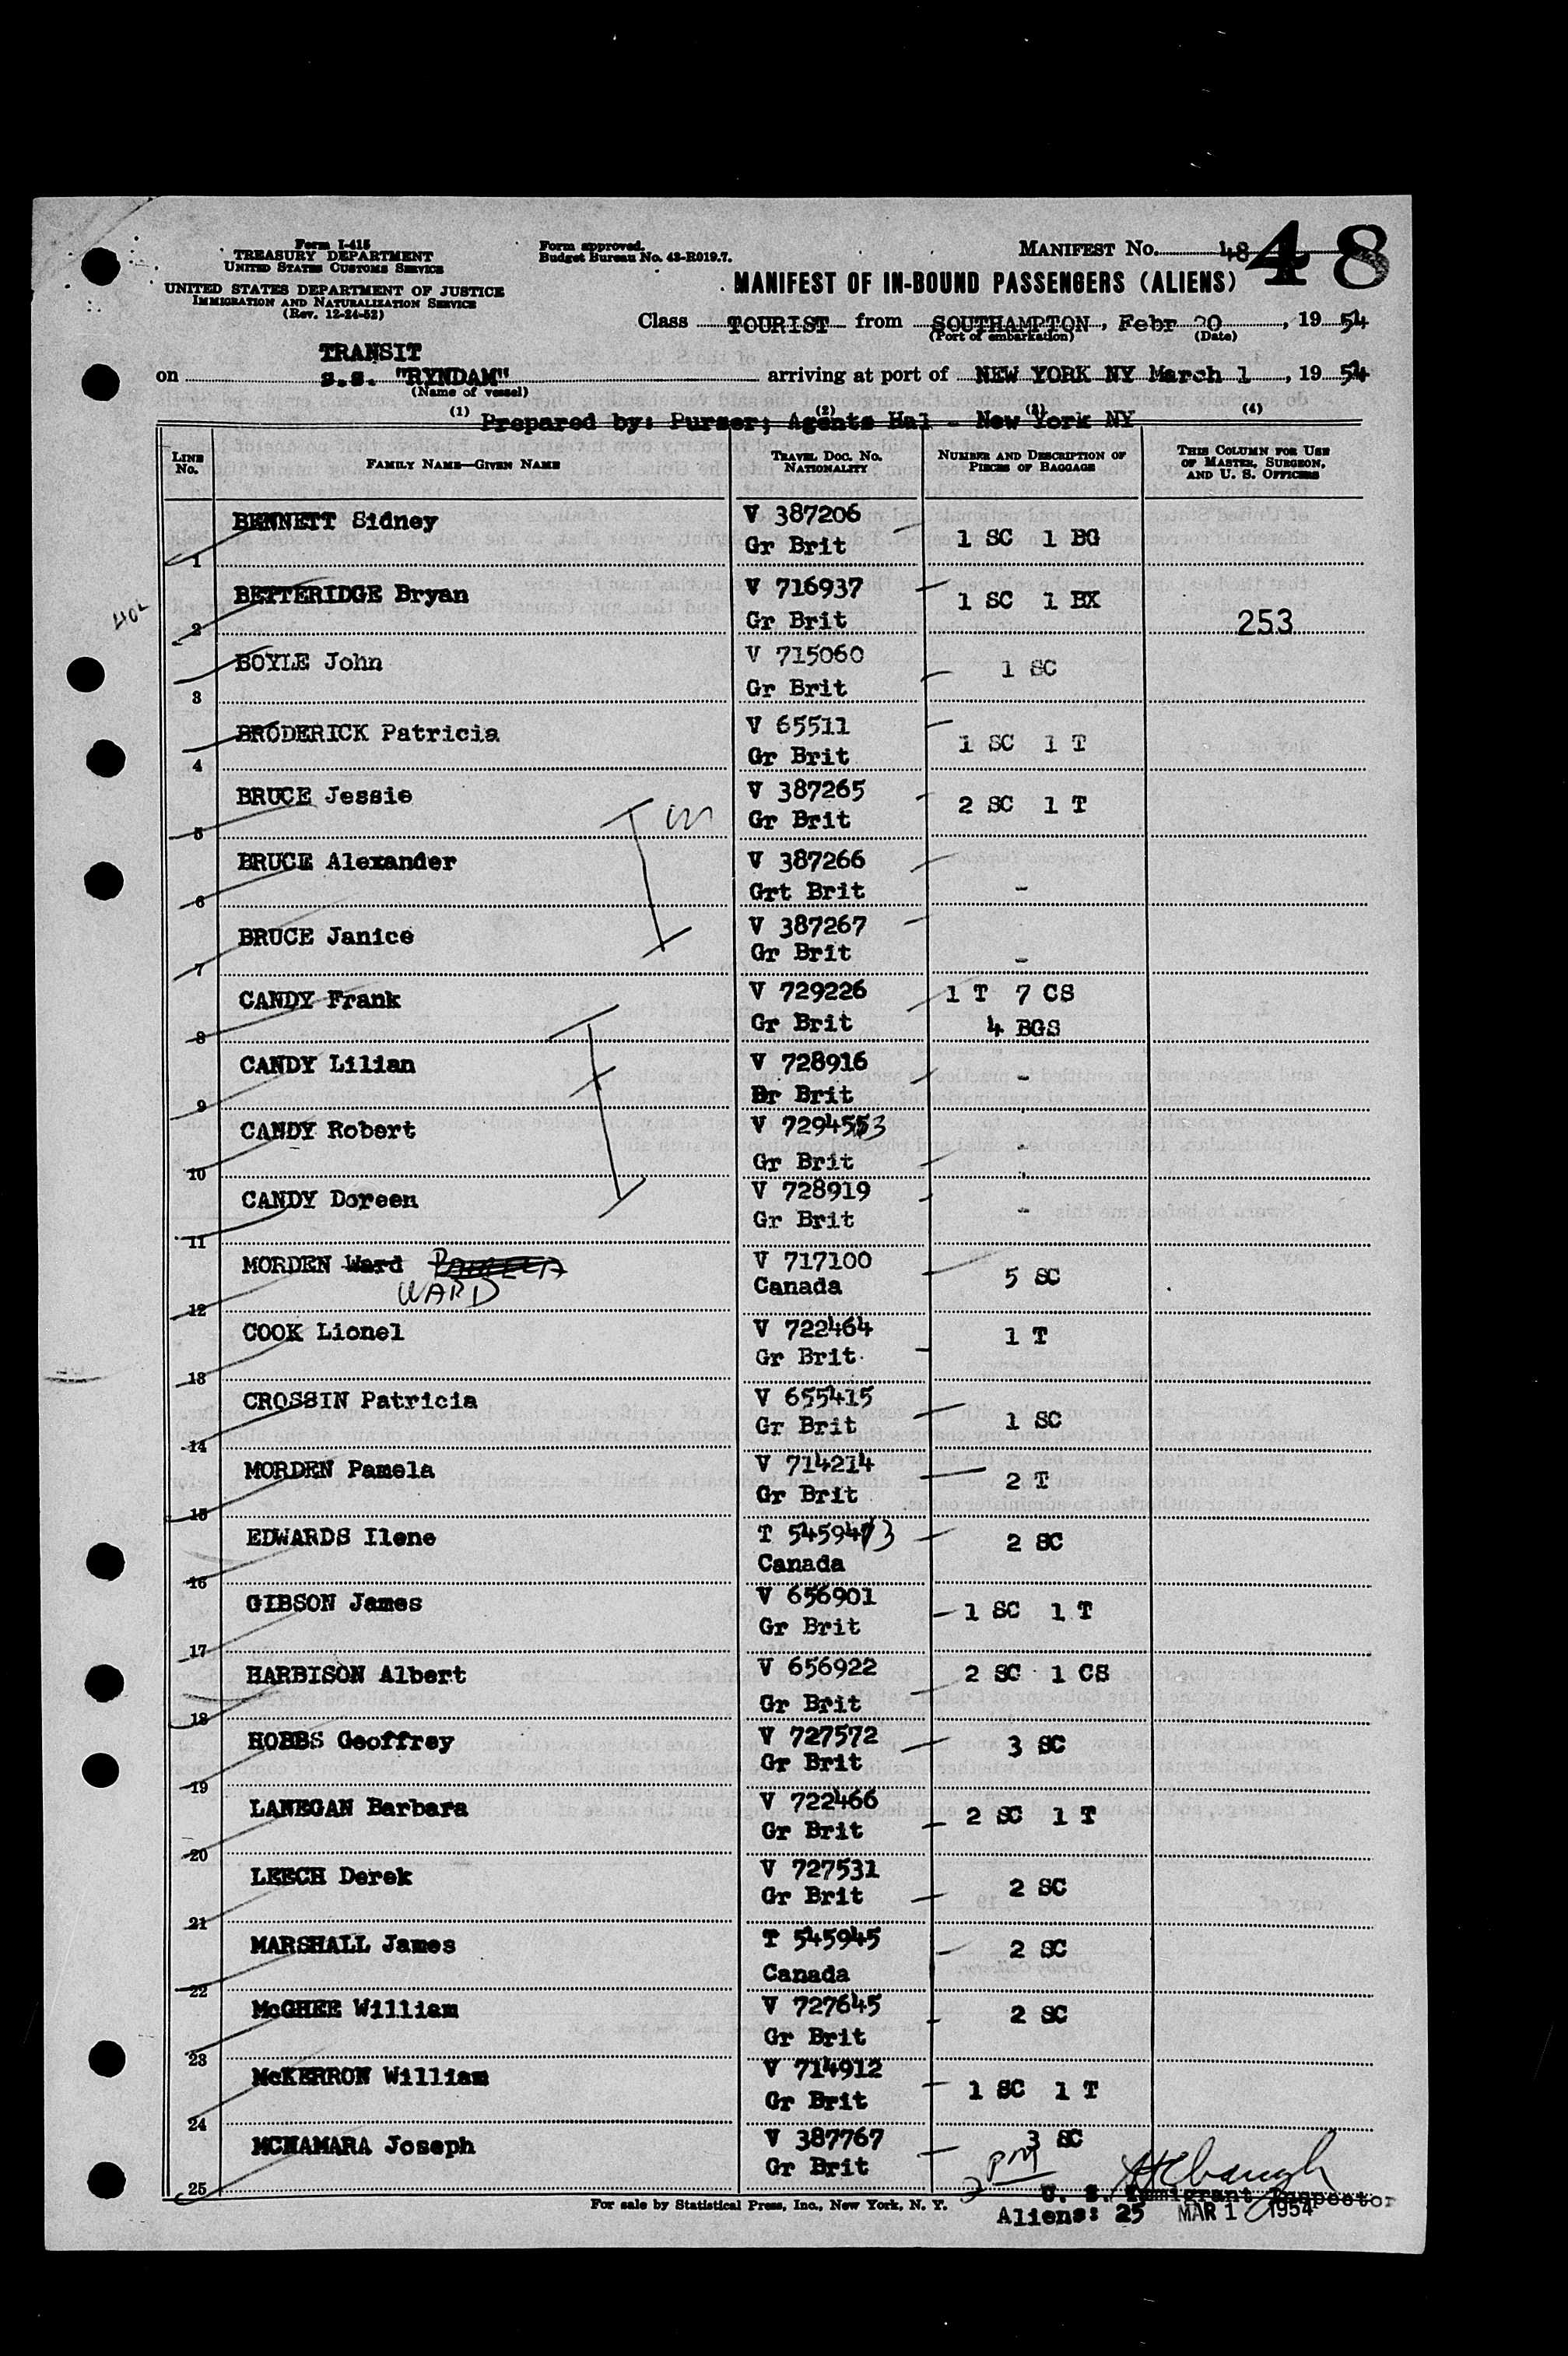 Form I-415
TREASURY DEPARTMENT
UNITED STATES CUSTOMS SERVICE
UNITED STATES DEPARTMENT OF JUSTICE
IMMIGRATION AND NATURALIZATION SERVICE
(Rev. 12-24-52)
Form approved.
Budget Bureau No. 43-R019.7.
MANIFEST No. 48 48
MANIFEST OF IN-BOUND PASSENGERS (ALIENS)
Class TOURIST from SOUTHAMPTON, Febr 20, 19 54
(Port of embarkation) (Date)
TRANSIT
on s.s. "RYNDAM" arriving at port of NEW YORK NY March 1, 19 54
(Name of vessel)
(1) (2) (3) (4)
Prepared by: Purser; Agents Hal - New York NY
LINE No. FAMILY NAME—GIVEN NAME TRAVEL DOC. NO. NATIONALITY NUMBER AND DESCRIPTION OF PIECES OF BAGGAGE THIS COLUMN FOR USE OF MASTER, SURGEON, AND U. S. OFFICERS
1 BENNETT Sidney V 387206 Gr Brit 1 SC 1 BG
2 BETTERIDGE Bryan V 716937 Gr Brit 1 SC 1 BX 253
3 BOYLE John V 715060 Gr Brit 1 SC
4 BRODERICK Patricia V 65511 Gr Brit 1 SC 1 T
5 BRUCE Jessie V 387265 Gr Brit 2 SC 1 T
6 BRUCE Alexander V 387266 Grt Brit -
7 BRUCE Janice V 387267 Gr Brit -
8 CANDY Frank V 729226 Gr Brit 1 T 7 CS 4 BGS
9 CANDY Lilian V 728916 Br Brit -
10 CANDY Robert V 7294553 Gr Brit -
11 CANDY Doreen V 728919 Gr Brit -
12 MORDEN Ward PAMELA WARD V 717100 Canada 5 SC
13 COOK Lionel V 722464 Gr Brit 1 T
14 CROSSIN Patricia V 655415 Gr Brit 1 SC
15 MORDEN Pamela V 714214 Gr Brit 2 T
16 EDWARDS Ilene T 545943 Canada 2 SC
17 GIBSON James V 656901 Gr Brit 1 SC 1 T
18 HARBISON Albert V 656922 Gr Brit 2 SC 1 CS
19 HOBBS Geoffrey V 727572 Gr Brit 3 SC
20 LANEGAN Barbara V 722466 Gr Brit 2 SC 1 T
21 LEECH Derek V 727531 Gr Brit 2 SC
22 MARSHALL James T 545945 Canada 2 SC
23 McGHEE William V 727645 Gr Brit 2 SC
24 McKERRON William V 714912 Gr Brit 1 SC 1 T
25 MCNAMARA Joseph V 387767 Gr Brit 3 SC
PM
U. S. Immigrant Inspector
For sale by Statistical Press, Inc., New York, N. Y.
Aliens: 25 MAR 1 1954